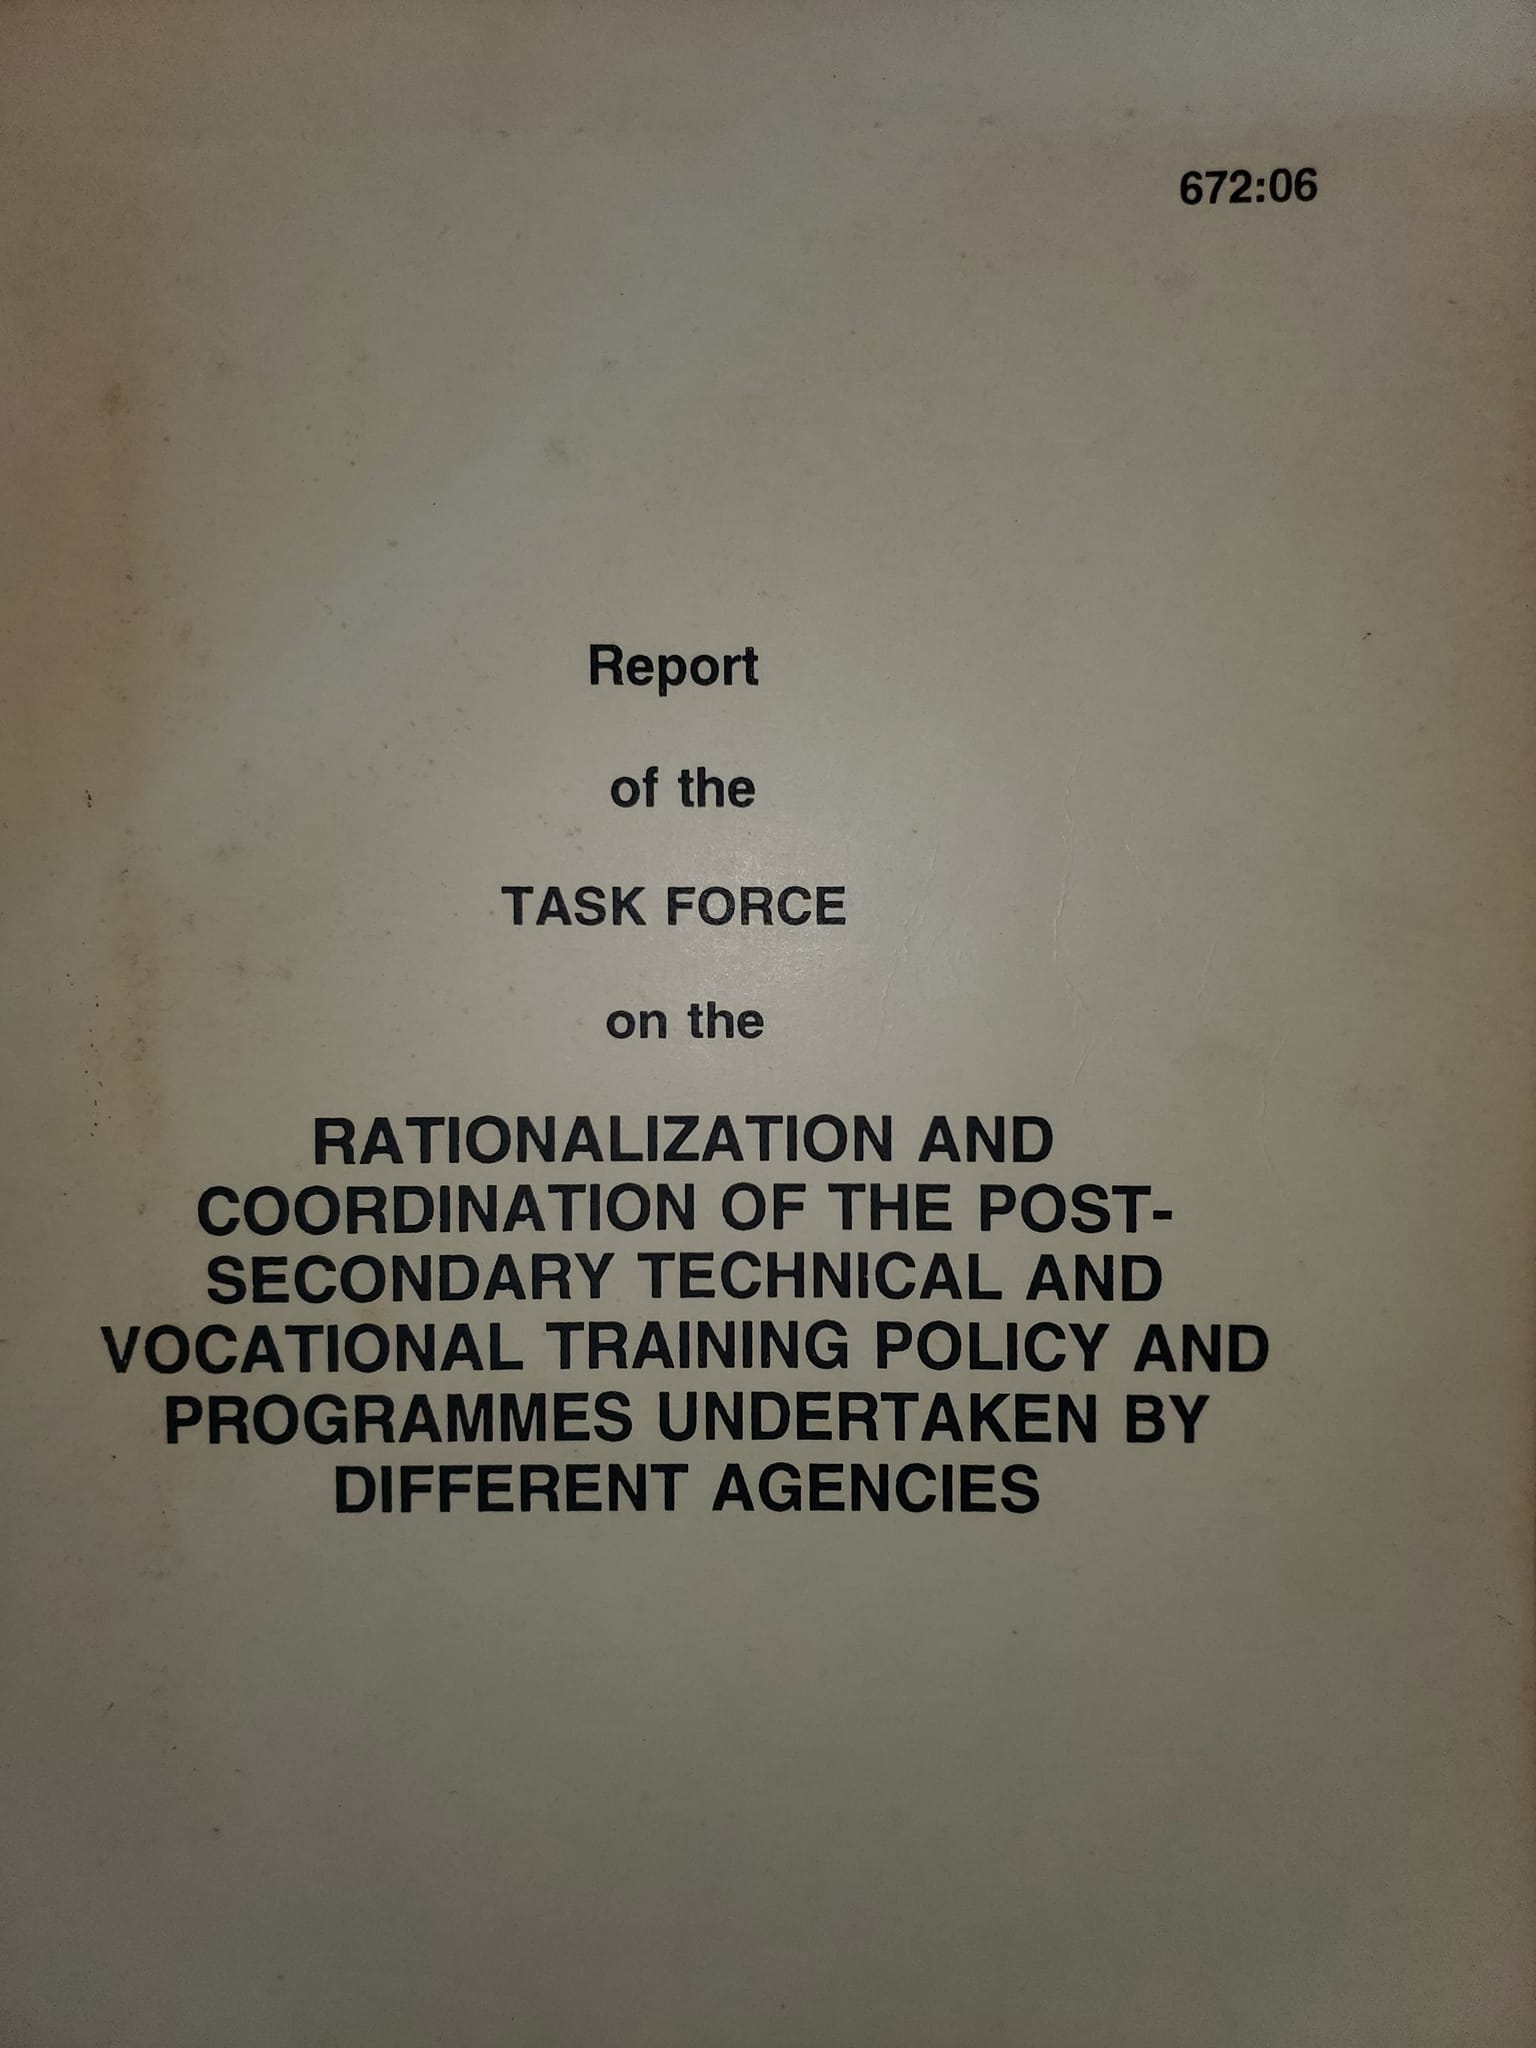 672:06
Report
of the
TASK FORCE
on the
RATIONALIZATION AND
COORDINATION OF THE POST-
SECONDARY TECHNICAL AND
VOCATIONAL TRAINING POLICY AND
PROGRAMMES UNDERTAKEN BY
DIFFERENT AGENCIES